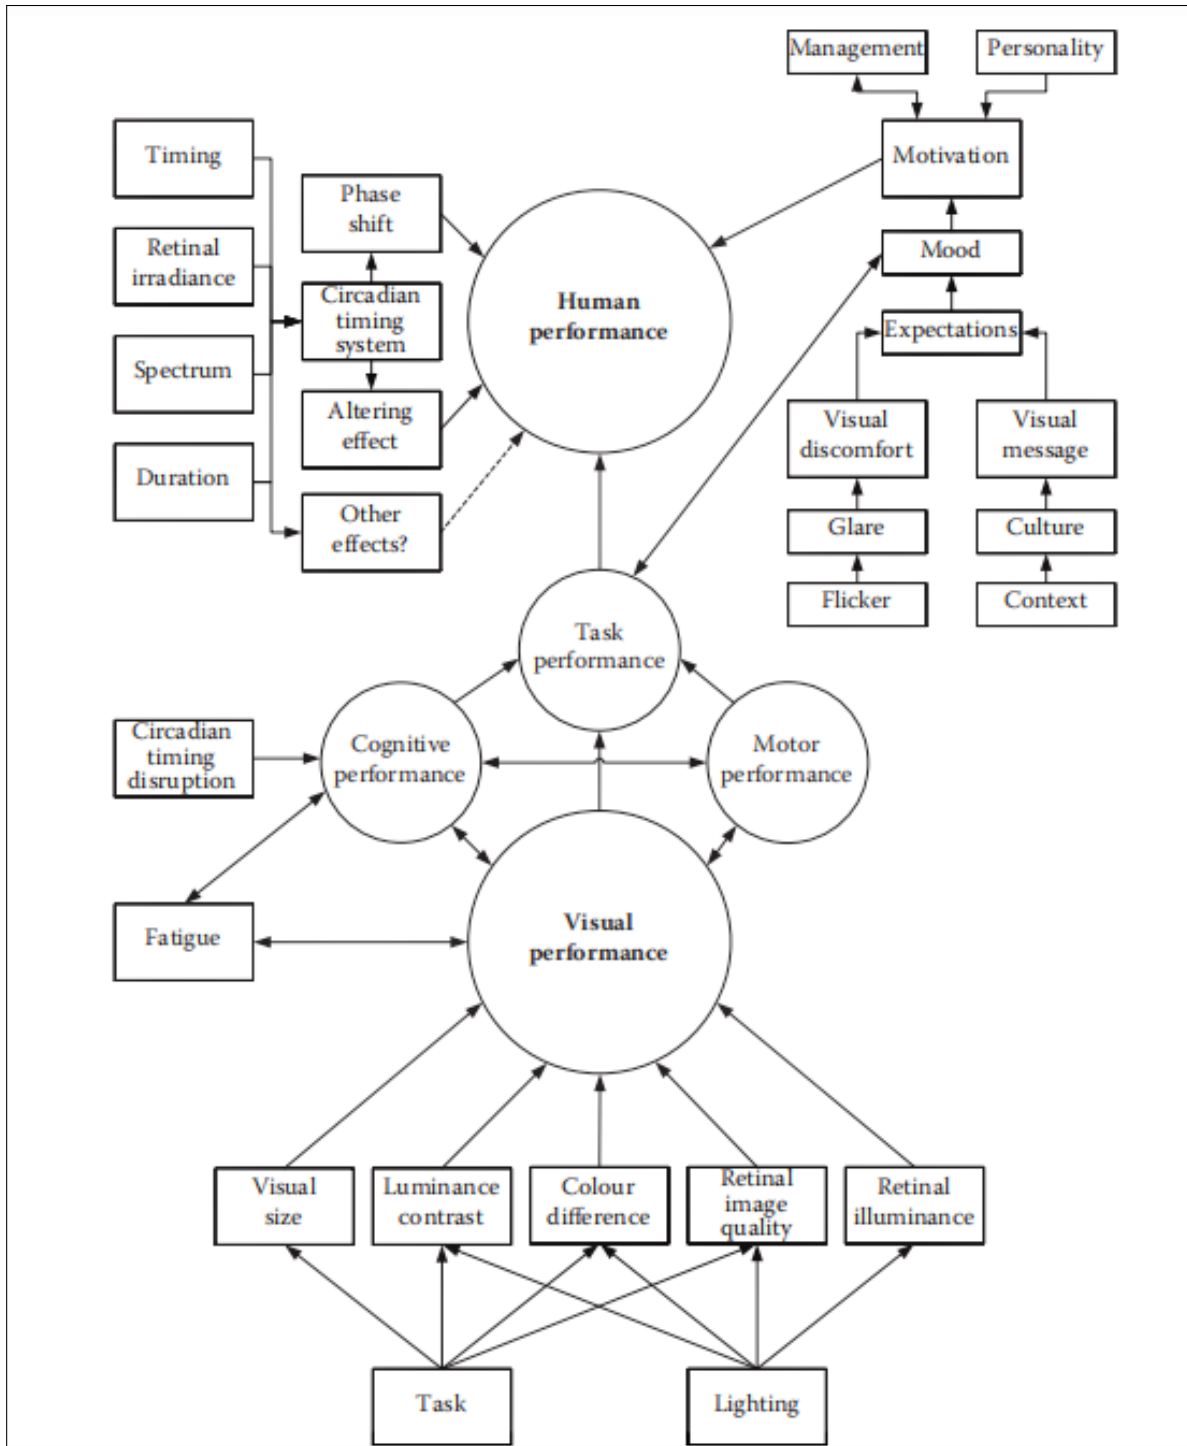 Management
Personality
Timing
Motivation
Phase
shift
Retinal
irradiance
Mood
Circadian
timing
system
Human
performance
Expectations
Spectrum
Altering
effect
Visual
discomfort
Visual
message
Duration
Other
effects?
Glare
Culture
Flicker
Context
Task
performance
Circadian
timing
disruption
Cognitive
performance
Motor
performance
Fatigue
Visual
performance
Visual
size
Luminance
contrast
Colour
difference
Retinal
image
quality
Retinal
illuminance
Task
Lighting